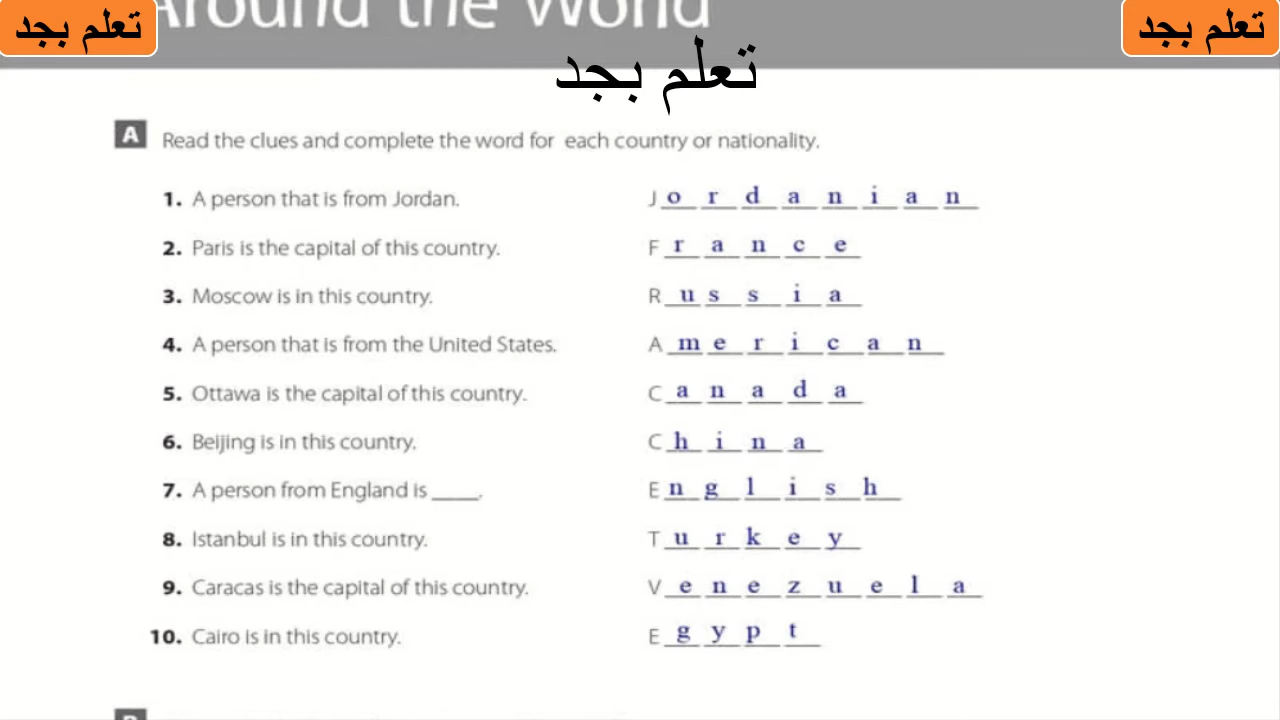 Around the World
تعلم بجد
تعلم بجد
تعلم بجد
A Read the clues and complete the word for each country or nationality.
1. A person that is from Jordan. J o r d a n i a n
2. Paris is the capital of this country. F r a n c e
3. Moscow is in this country. R u s s i a
4. A person that is from the United States. A m e r i c a n
5. Ottawa is the capital of this country. C a n a d a
6. Beijing is in this country. C h i n a
7. A person from England is ____. E n g l i s h
8. Istanbul is in this country. T u r k e y
9. Caracas is the capital of this country. V e n e z u e l a
10. Cairo is in this country. E g y p t